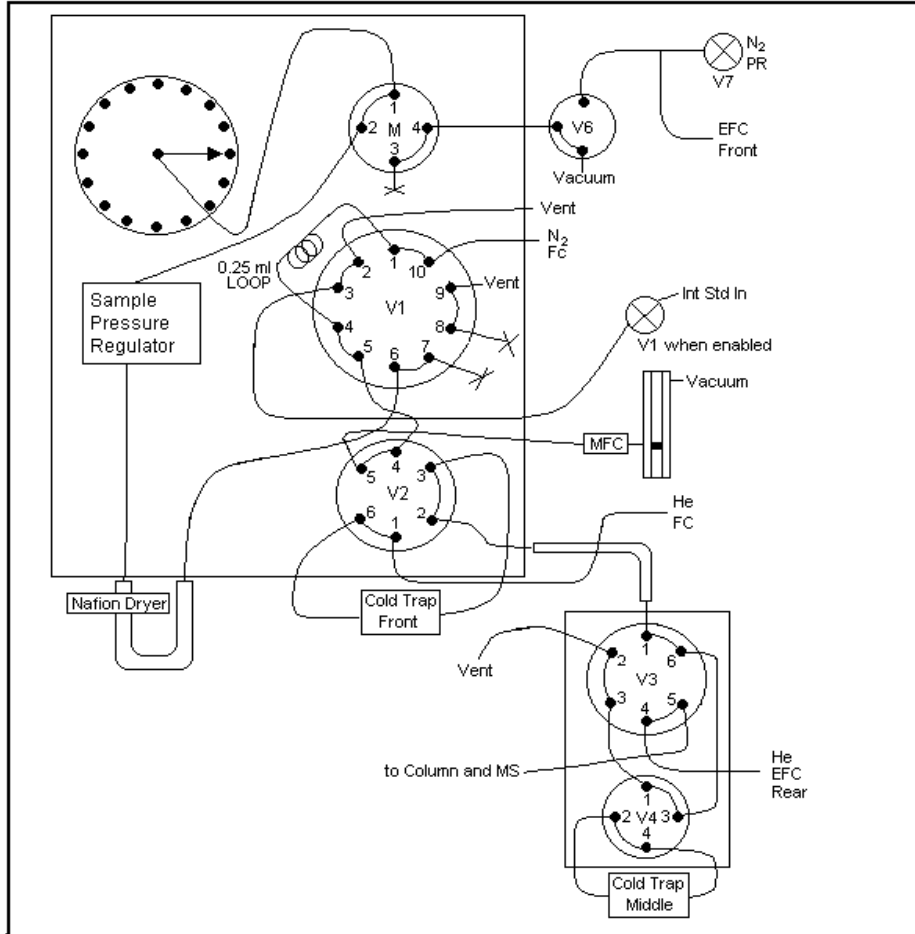 N2
PR
V7
EFC
Front
1
2
M
4
3
V6
Vacuum
Vent
N2
Fc
0.25 ml
LOOP
1
2
10
3
9
Vent
V1
4
8
5
6
7
Sample
Pressure
Regulator
Int Std In
V1 when enabled
Vacuum
MFC
5
4
3
V2
6
1
2
He
FC
Nafion Dryer
Cold Trap
Front
Vent
1
2
6
V3
3
4
5
to Column and MS
He
EFC
Rear
1
2
V4
3
4
Cold Trap
Middle